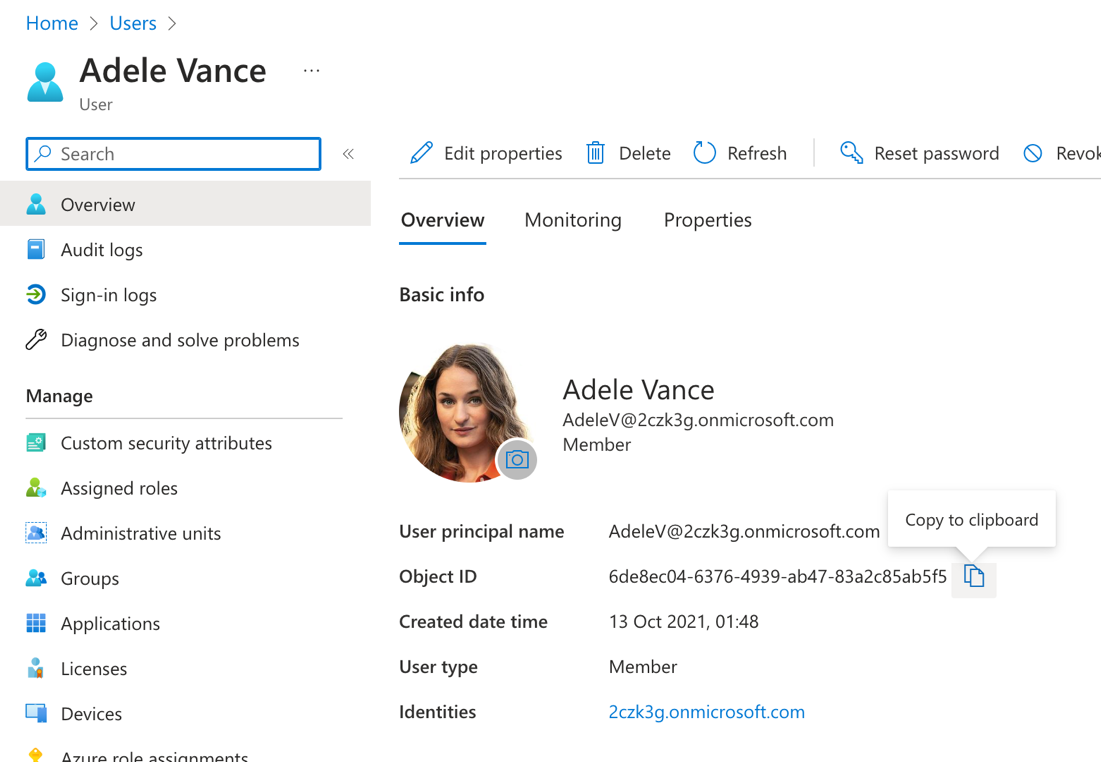 Home > Users >
Adele Vance ...
User
Search «
Edit properties Delete Refresh Reset password Revok
Overview
Audit logs
Sign-in logs
Diagnose and solve problems
Manage
Custom security attributes
Assigned roles
Administrative units
Groups
Applications
Licenses
Devices
Azure role assignments
Overview Monitoring Properties
Basic info
Adele Vance
AdeleV@2czk3g.onmicrosoft.com
Member
User principal name AdeleV@2czk3g.onmicrosoft.com
Copy to clipboard
Object ID 6de8ec04-6376-4939-ab47-83a2c85ab5f5
Created date time 13 Oct 2021, 01:48
User type Member
Identities 2czk3g.onmicrosoft.com